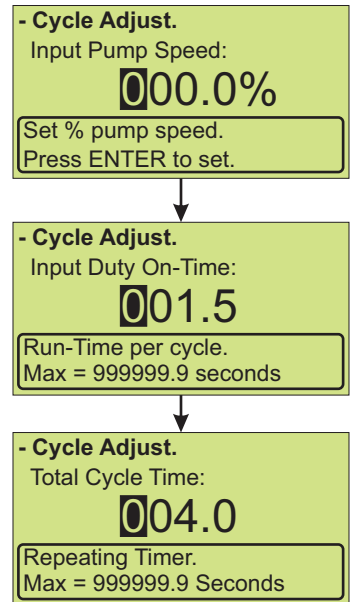 - Cycle Adjust.
Input Pump Speed:
000.0%
Set % pump speed.
Press ENTER to set.
- Cycle Adjust.
Input Duty On-Time:
001.5
Run-Time per cycle.
Max = 999999.9 seconds
- Cycle Adjust.
Total Cycle Time:
004.0
Repeating Timer.
Max = 999999.9 Seconds